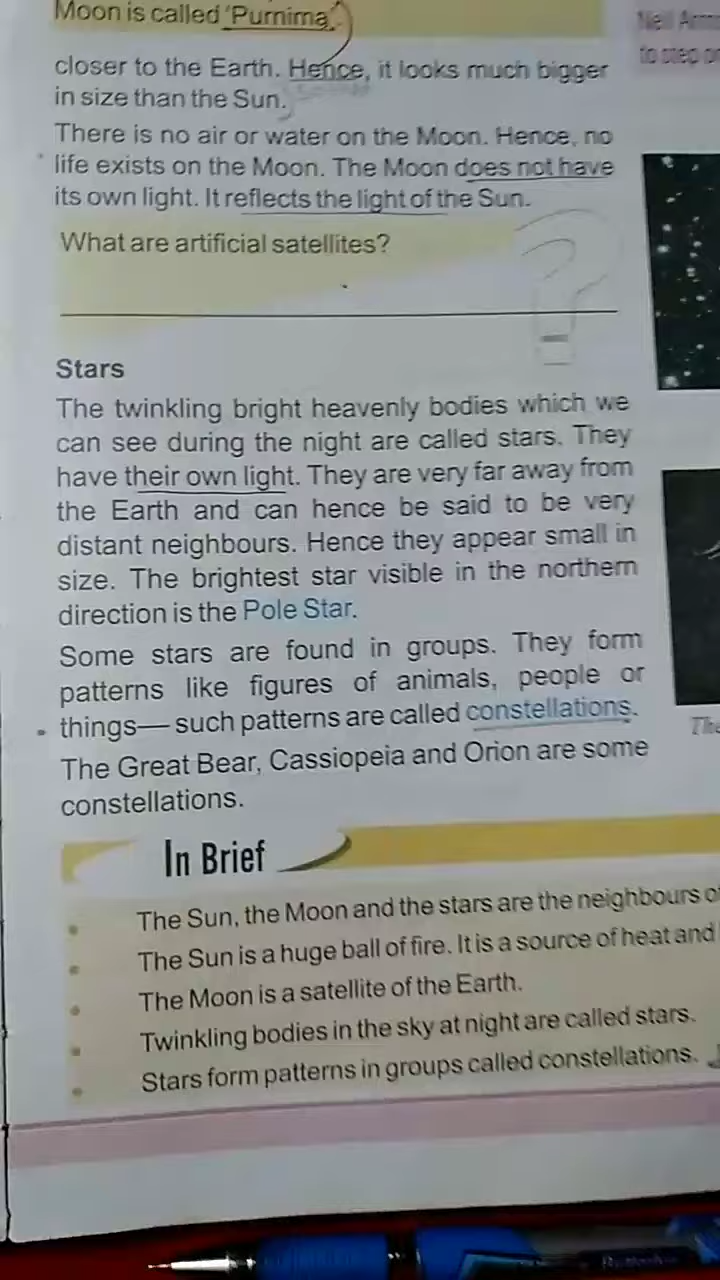 Moon is called 'Purnima'.
closer to the Earth. Hence, it looks much bigger
in size than the Sun.
There is no air or water on the Moon. Hence, no
life exists on the Moon. The Moon does not have
its own light. It reflects the light of the Sun.
What are artificial satellites?
?
Stars
The twinkling bright heavenly bodies which we
can see during the night are called stars. They
have their own light. They are very far away from
the Earth and can hence be said to be very
distant neighbours. Hence they appear small in
size. The brightest star visible in the northern
direction is the Pole Star.
Some stars are found in groups. They form
patterns like figures of animals, people or
things— such patterns are called constellations.
The Great Bear, Cassiopeia and Orion are some
constellations.
In Brief
The Sun, the Moon and the stars are the neighbours of
The Sun is a huge ball of fire. It is a source of heat and
The Moon is a satellite of the Earth.
Twinkling bodies in the sky at night are called stars.
Stars form patterns in groups called constellations.
Neil
to step
The